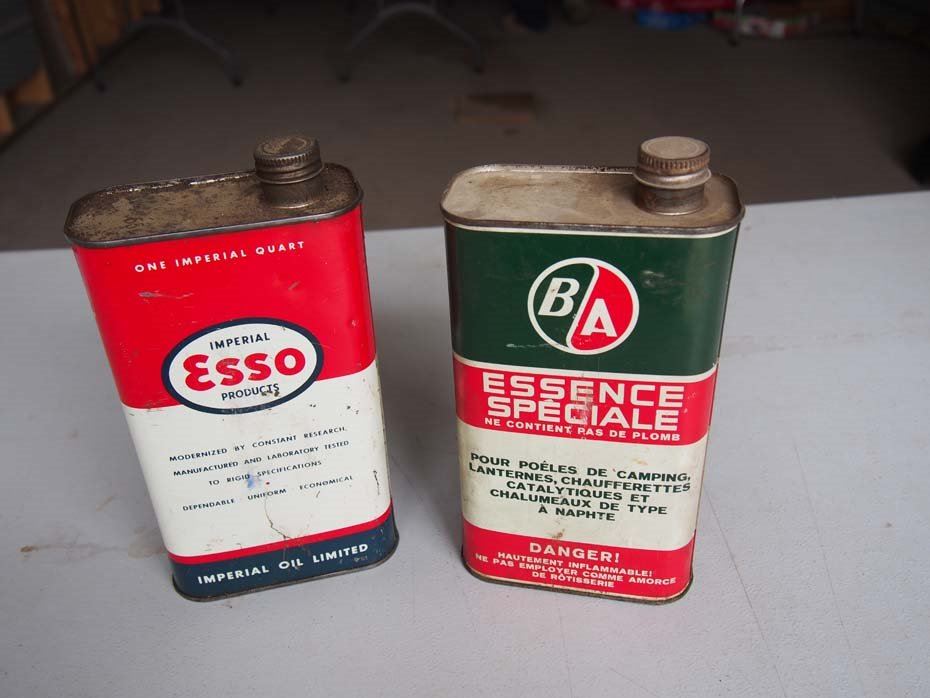 ONE IMPERIAL QUART
IMPERIAL
Esso
PRODUCTS
MODERNIZED BY CONSTANT RESEARCH,
MANUFACTURED AND LABORATORY TESTED
TO RIGID SPECIFICATIONS
DEPENDABLE UNIFORM ECONOMICAL
IMPERIAL OIL LIMITED
B/A
ESSENCE
SPÉCIALE
NE CONTIENT PAS DE PLOMB
POUR POÊLES DE CAMPING,
LANTERNES, CHAUFFERETTES
CATALYTIQUES ET
CHALUMEAUX DE TYPE
À NAPHTE
DANGER!
HAUTEMENT INFLAMMABLE!
NE PAS EMPLOYER COMME AMORCE
DE RÔTISSERIE